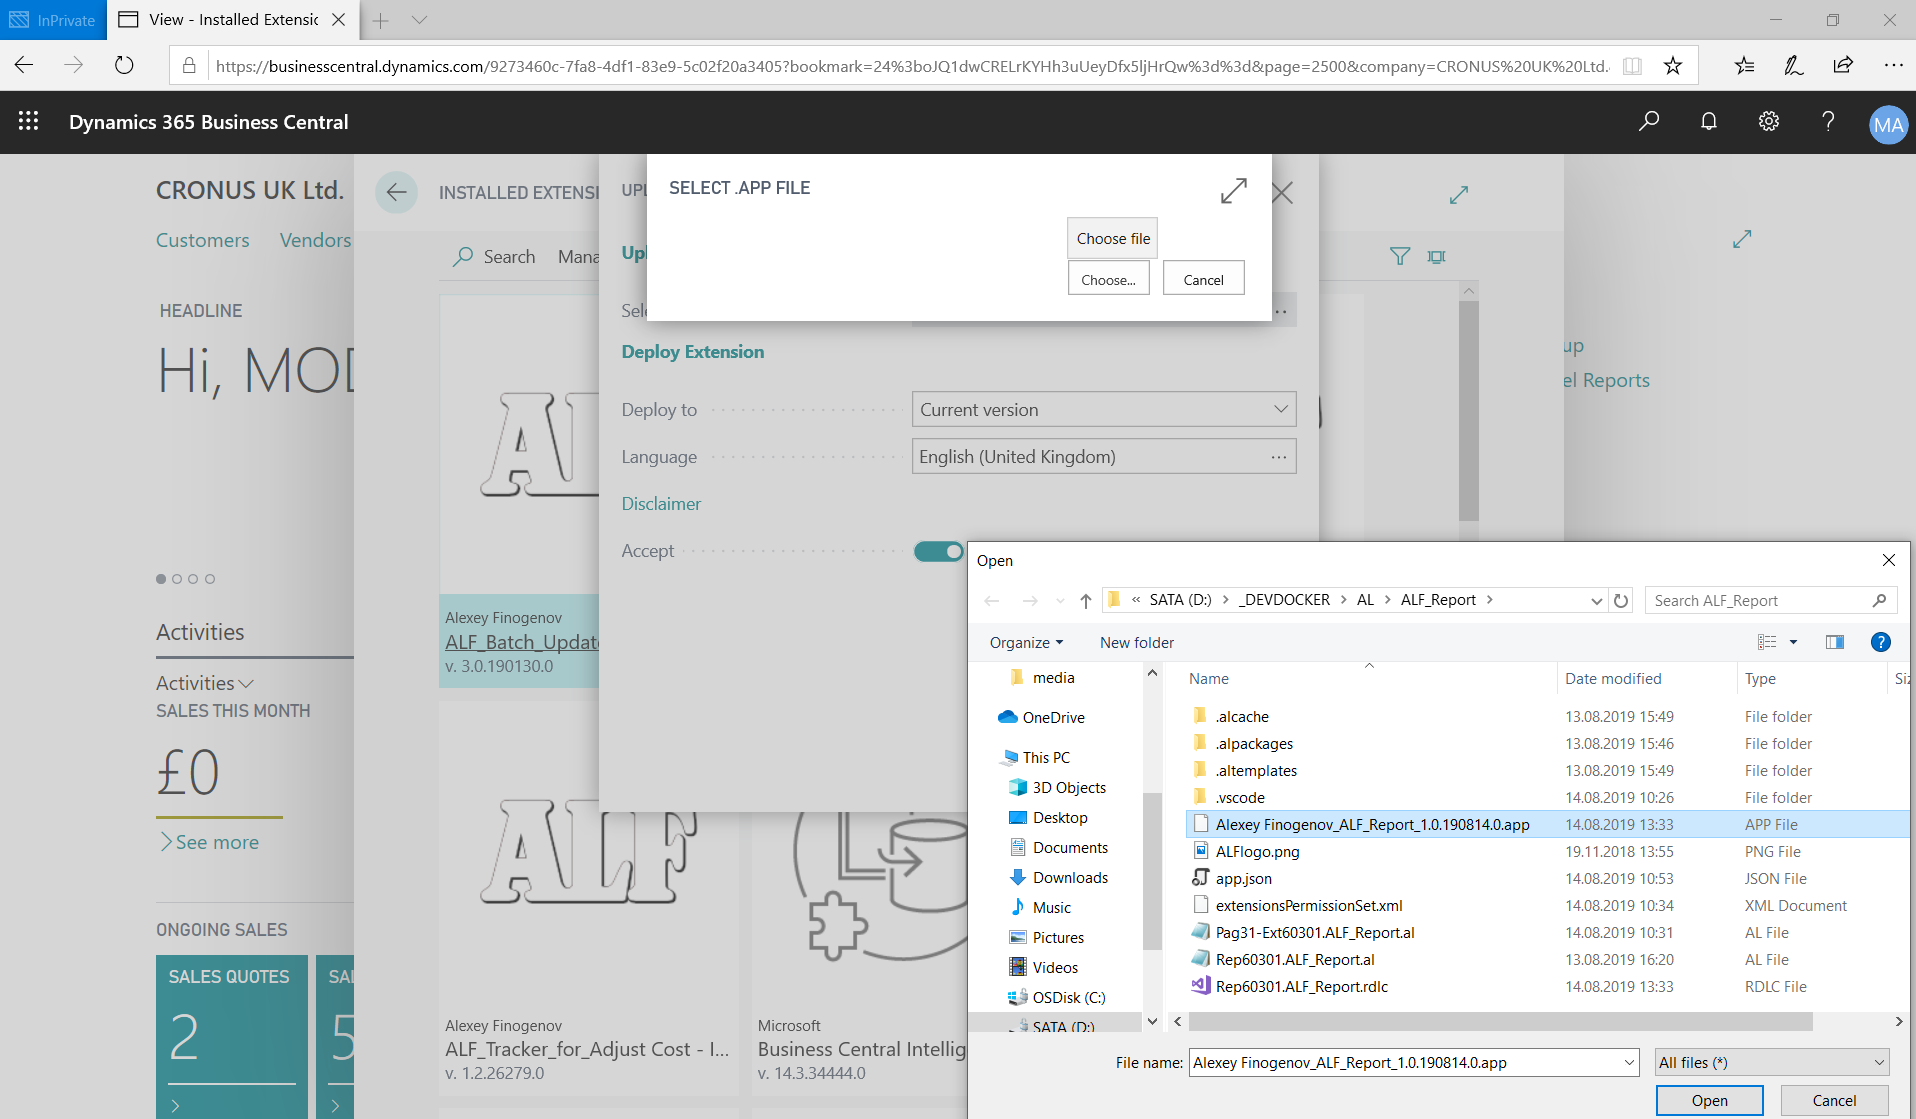 InPrivate
View - Installed Extensic
https://businesscentral.dynamics.com/9273460c-7fa8-4df1-83e9-5c02f20a3405?bookmark=24%3boJQ1dwCRELrKYHh3uUeyDfx5ljHrQw%3d%3d&page=2500&company=CRONUS%20UK%20Ltd.
Dynamics 365 Business Central
MA
CRONUS UK Ltd.
Customers Vendors
HEADLINE
Hi, MOD
Activities
Activities
SALES THIS MONTH
£0
See more
ONGOING SALES
SALES QUOTES
2
SAL
5
INSTALLED EXTENSI
Search Mana
Alexey Finogenov
ALF_Batch_Update
v. 3.0.190130.0
Alexey Finogenov
ALF_Tracker_for_Adjust Cost - I...
v. 1.2.26279.0
Microsoft
Business Central Intellig
v. 14.3.34444.0
up
el Reports
UPL
Upl
Sele
Deploy Extension
Deploy to Current version
Language English (United Kingdom) ...
Disclaimer
Accept
SELECT .APP FILE
Choose file
Choose... Cancel
Open
« SATA (D:) > _DEVDOCKER > AL > ALF_Report >
Search ALF_Report
Organize New folder
media
OneDrive
This PC
3D Objects
Desktop
Documents
Downloads
Music
Pictures
Videos
OSDisk (C:)
SATA (D:)
Name Date modified Type Siz
.alcache 13.08.2019 15:49 File folder
.alpackages 13.08.2019 15:46 File folder
.altemplates 13.08.2019 15:49 File folder
.vscode 14.08.2019 10:26 File folder
Alexey Finogenov_ALF_Report_1.0.190814.0.app 14.08.2019 13:33 APP File
ALFlogo.png 19.11.2018 13:55 PNG File
app.json 14.08.2019 10:53 JSON File
extensionsPermissionSet.xml 14.08.2019 10:34 XML Document
Pag31-Ext60301.ALF_Report.al 14.08.2019 10:31 AL File
Rep60301.ALF_Report.al 13.08.2019 16:20 AL File
Rep60301.ALF_Report.rdlc 14.08.2019 13:33 RDLC File
File name: Alexey Finogenov_ALF_Report_1.0.190814.0.app
All files (*)
Open Cancel
ALF
ALF